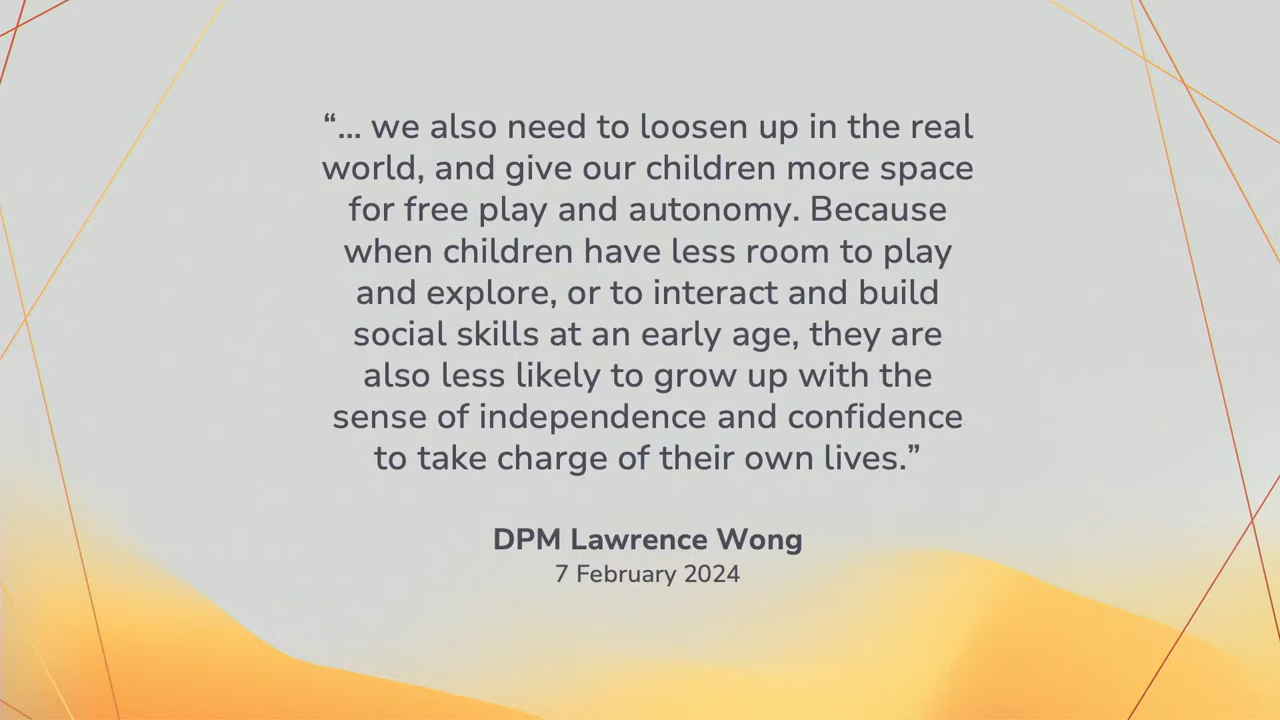 “... we also need to loosen up in the real
world, and give our children more space
for free play and autonomy. Because
when children have less room to play
and explore, or to interact and build
social skills at an early age, they are
also less likely to grow up with the
sense of independence and confidence
to take charge of their own lives.”
DPM Lawrence Wong
7 February 2024